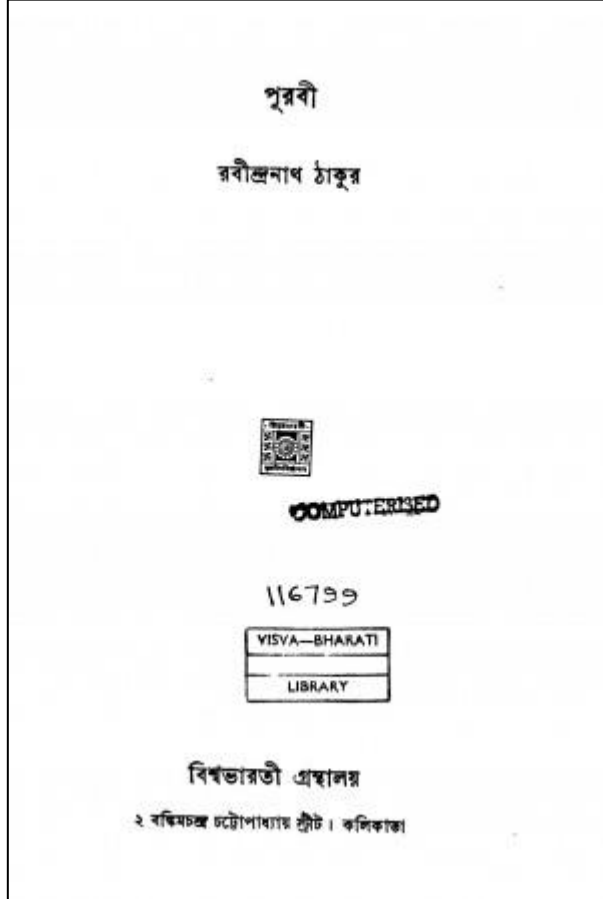 পূরবী
রবীন্দ্রনাথ ঠাকুর
COMPUTERISED
116799
VISVA—BHARATI
LIBRARY
বিশ্বভারতী গ্রন্থালয়
২ বঙ্কিমচন্দ্র চট্টোপাধ্যায় স্ট্রীট। কলিকাতা